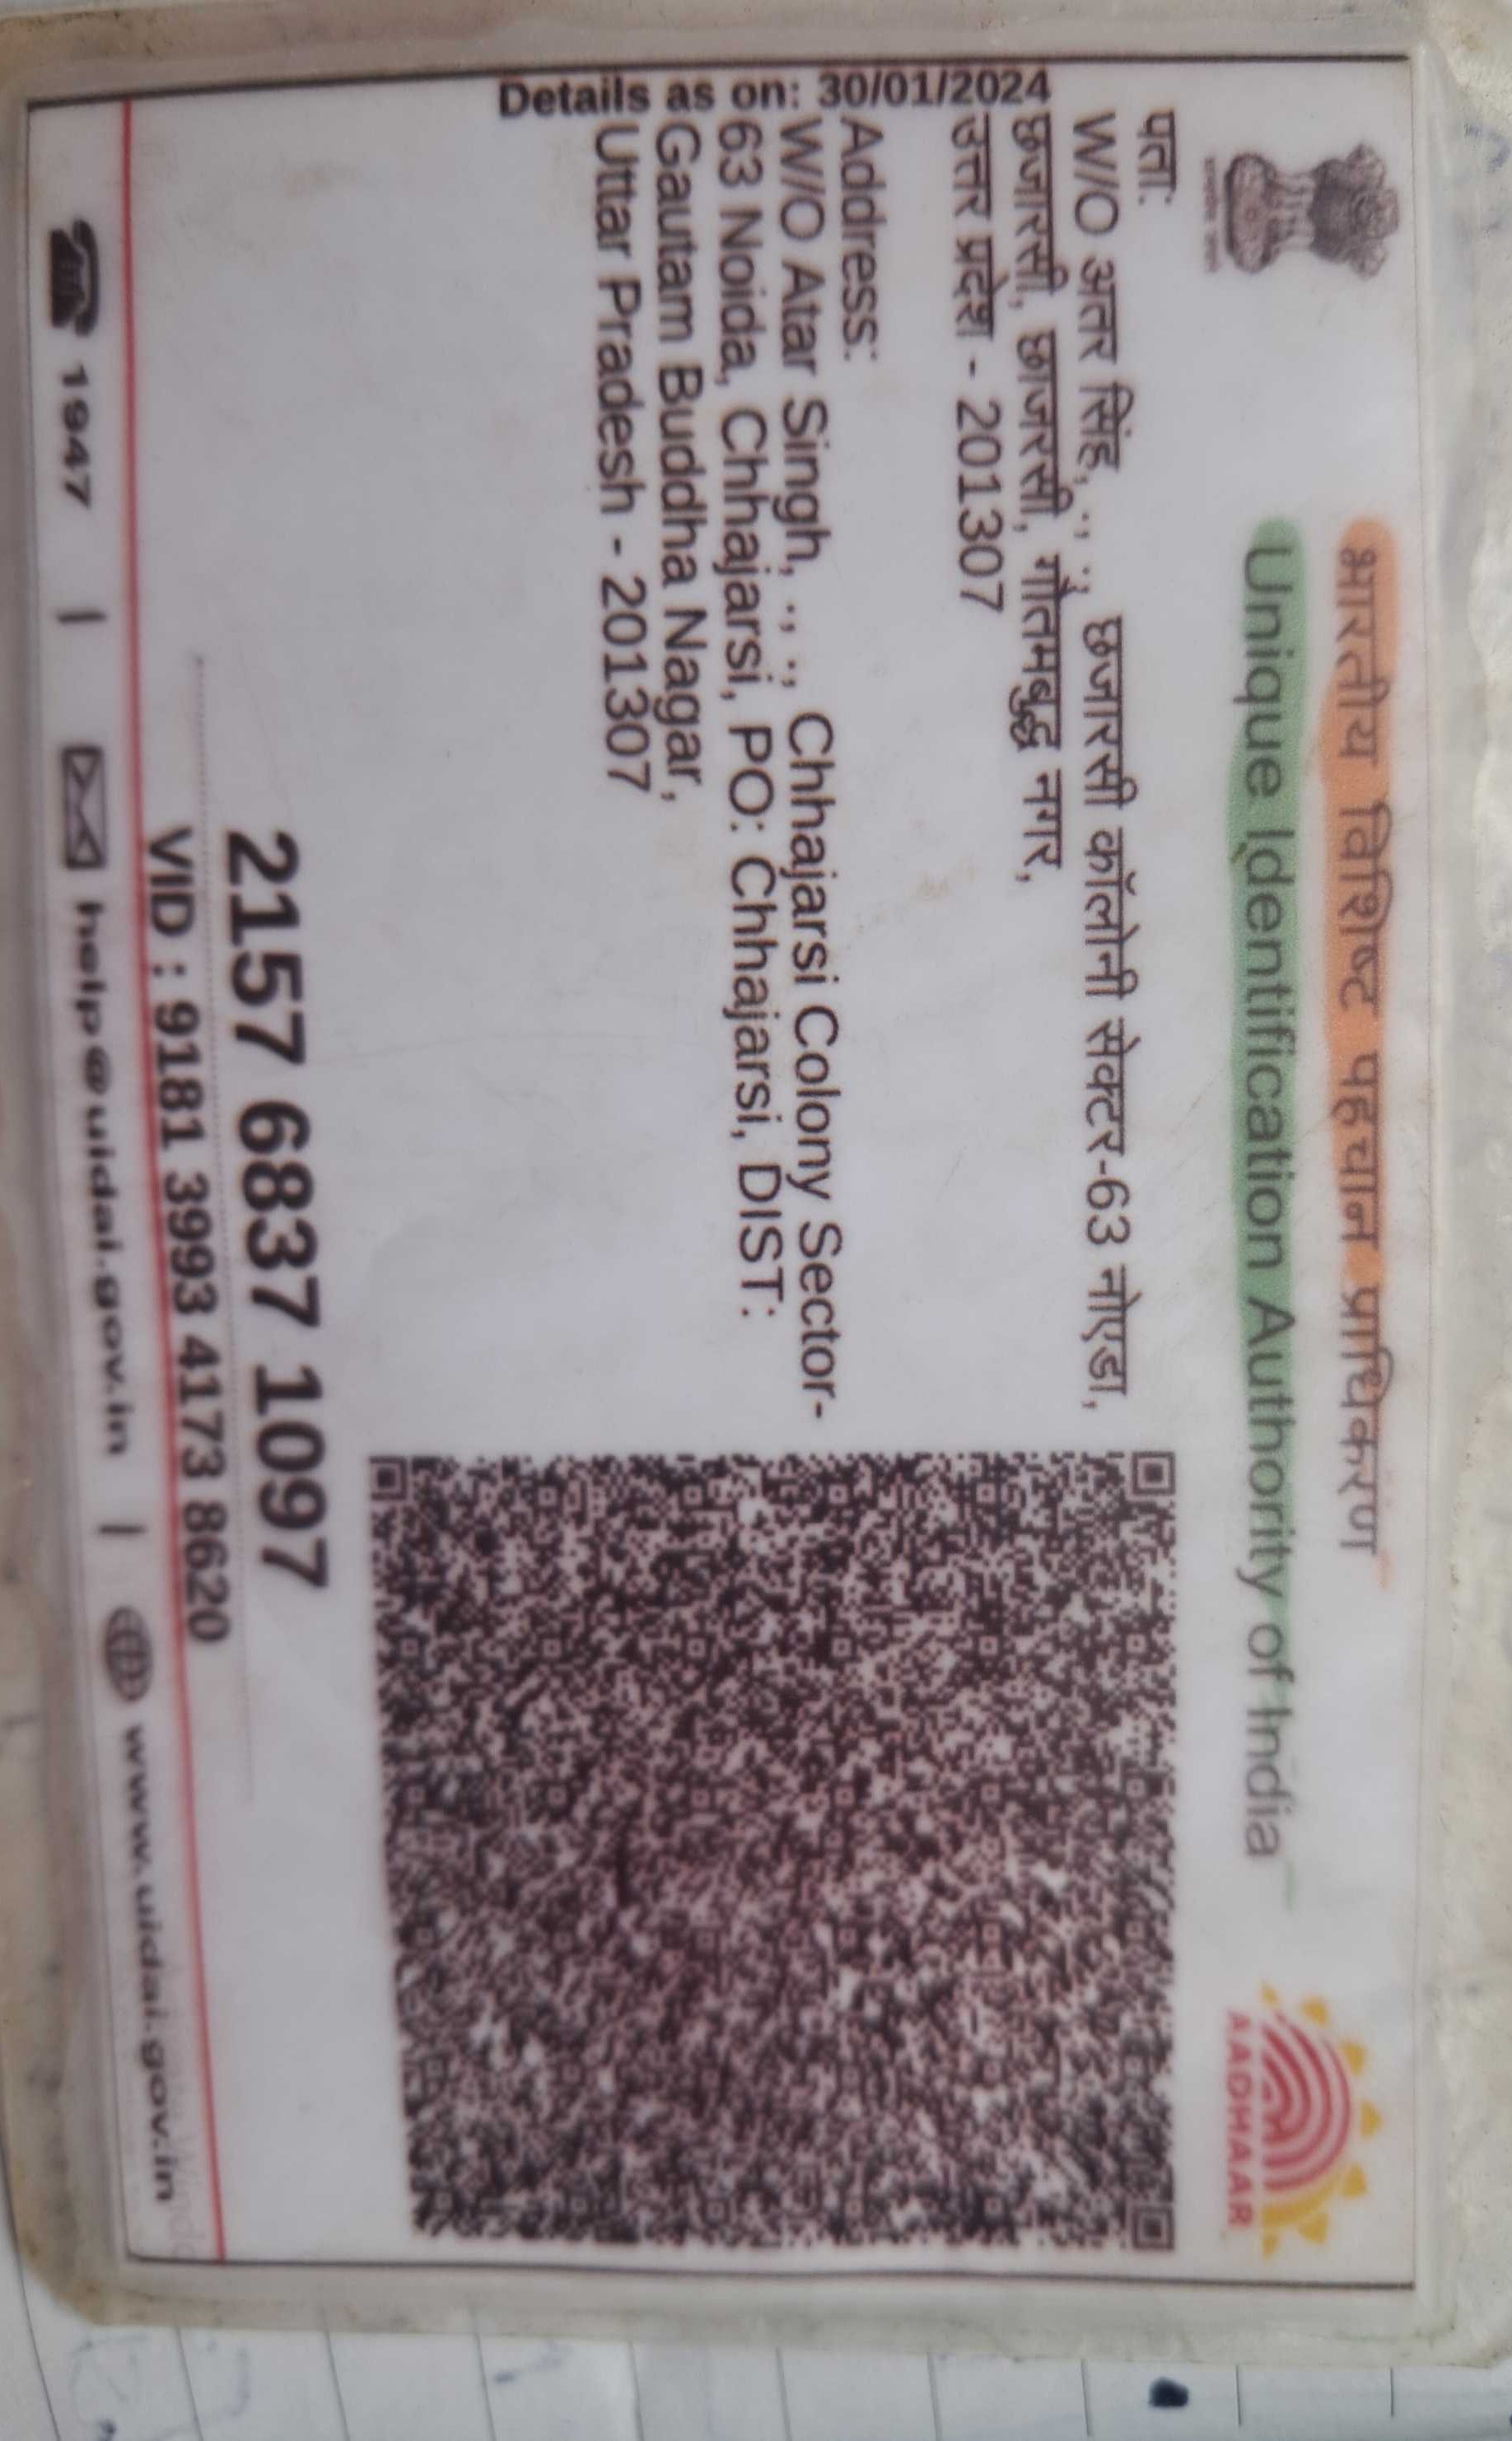 भारतीय विशिष्ट पहचान प्राधिकरण
Unique Identification Authority of India
AADHAAR
पता:
W/O अतर सिंह, ., ., छजारसी कॉलोनी सेक्टर-63 नोएडा,
छजारसी, छाजरसी, गौतमबुद्ध नगर,
उत्तर प्रदेश - 201307
Details as on: 30/01/2024
Address:
W/O Atar Singh, ., ., Chhajarsi Colony Sector-
63 Noida, Chhajarsi, PO: Chhajarsi, DIST:
Gautam Buddha Nagar,
Uttar Pradesh - 201307
2157 6837 1097
VID : 9181 3993 4173 8620
1947 | help@uidai.gov.in | www.uidai.gov.in